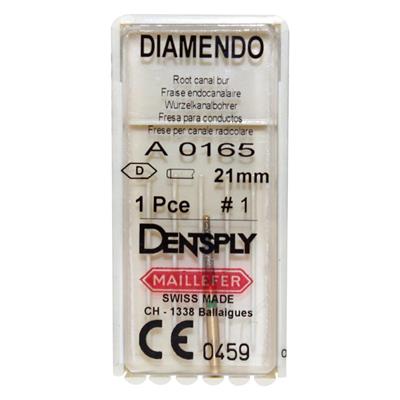 DIAMENDO
Root canal bur
Fraise endocanalaire
Wurzelkanalbohrer
Fresa para conductos
Frese per canale radicolare
A 0165
D 21mm
1 Pce # 1
DENTSPLY
MAILLEFER
SWISS MADE
CH - 1338 Ballaigues
CE 0459